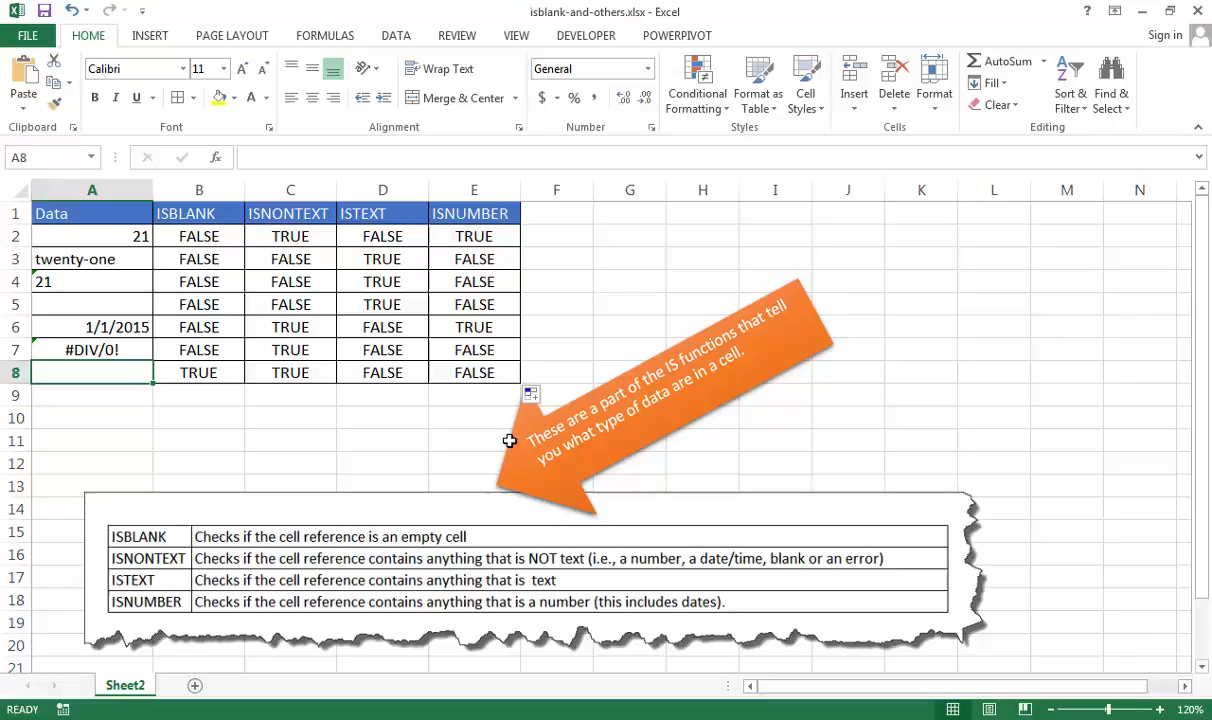 isblank-and-others.xlsx - Excel
FILE HOME INSERT PAGE LAYOUT FORMULAS DATA REVIEW VIEW DEVELOPER POWERPIVOT Sign in
Paste
Calibri 11
B I U
Wrap Text
Merge & Center
General
$ % ,
Conditional Formatting
Format as Table
Cell Styles
Insert Delete Format
AutoSum
Fill
Clear
Sort & Filter
Find & Select
Clipboard Font Alignment Number Styles Cells Editing
A8 fx
A B C D E F G H I J K L M N
1 Data ISBLANK ISNONTEXT ISTEXT ISNUMBER
2 21 FALSE TRUE FALSE TRUE
3 twenty-one FALSE FALSE TRUE FALSE
4 21 FALSE FALSE TRUE FALSE
5 FALSE FALSE TRUE FALSE
6 1/1/2015 FALSE TRUE FALSE TRUE
7 #DIV/0! FALSE TRUE FALSE FALSE
8 TRUE TRUE FALSE FALSE
9
10
11
12
13
14
15
16
17
18
19
20
21
These are a part of the IS functions that tell
you what type of data are in a cell.
ISBLANK Checks if the cell reference is an empty cell
ISNONTEXT Checks if the cell reference contains anything that is NOT text (i.e., a number, a date/time, blank or an error)
ISTEXT Checks if the cell reference contains anything that is text
ISNUMBER Checks if the cell reference contains anything that is a number (this includes dates).
Sheet2
READY 120%